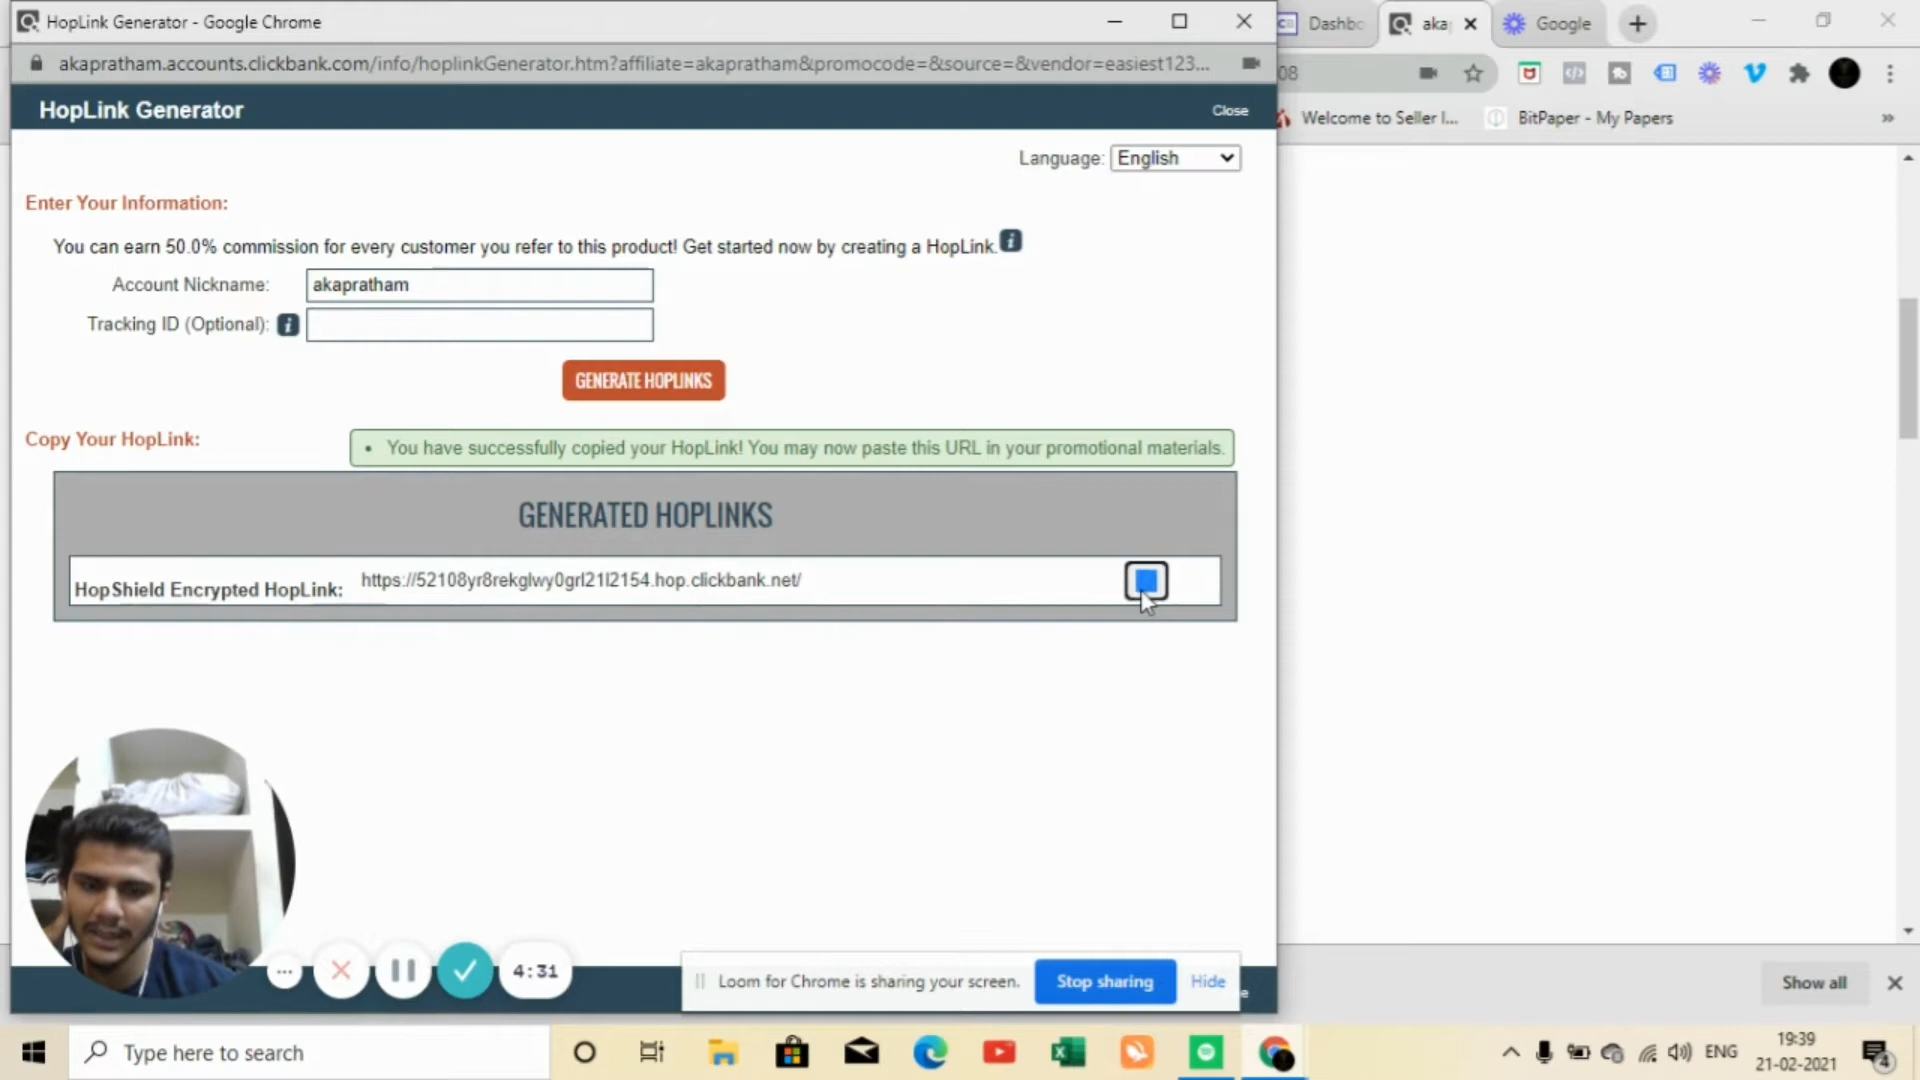 HopLink Generator - Google Chrome
Dashbo
aka
Google
akapratham.accounts.clickbank.com/info/hoplinkGenerator.htm?affiliate=akapratham&promocode=&source=&vendor=easiest123...
08
HopLink Generator
Close
Welcome to Seller I...
BitPaper - My Papers
»
Language: English
Enter Your Information:
You can earn 50.0% commission for every customer you refer to this product! Get started now by creating a HopLink.
Account Nickname: akapratham
Tracking ID (Optional):
GENERATE HOPLINKS
Copy Your HopLink:
• You have successfully copied your HopLink! You may now paste this URL in your promotional materials.
GENERATED HOPLINKS
HopShield Encrypted HopLink: https://52108yr8rekglwy0grl21l2154.hop.clickbank.net/
4:31
Loom for Chrome is sharing your screen.
Stop sharing
Hide
e
Show all
Type here to search
ENG
19:39
21-02-2021
4